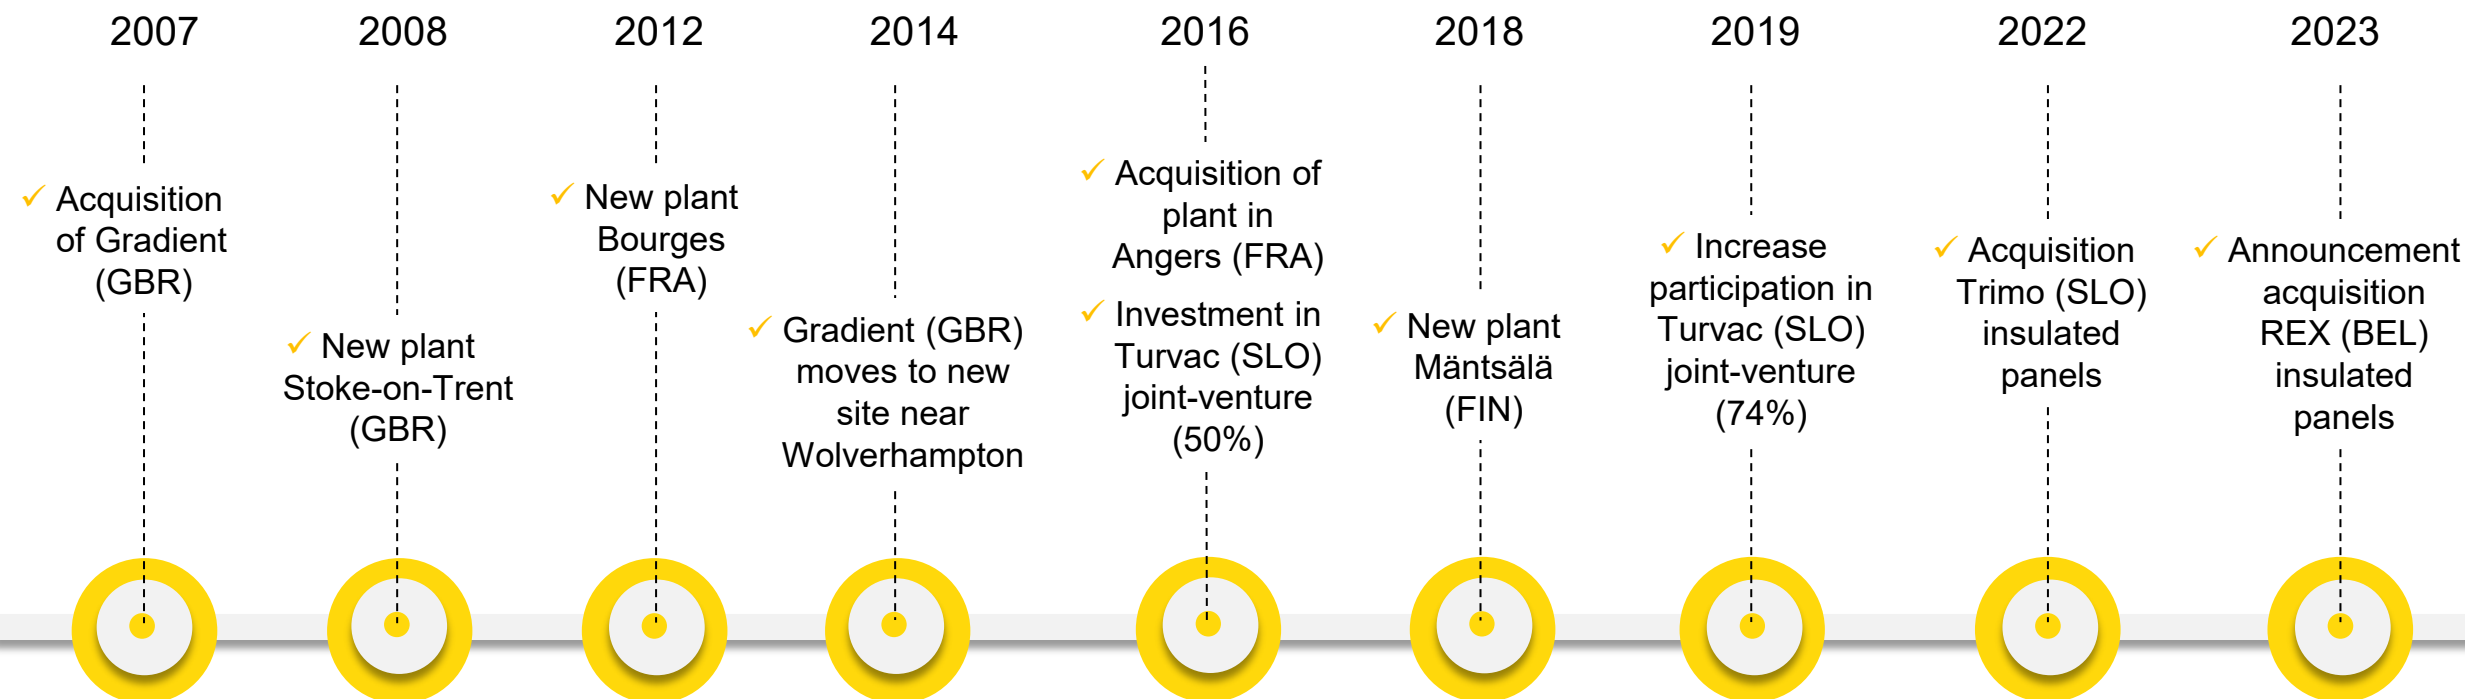 2007
Acquisition
of Gradient
(GBR)
2008
New plant
Stoke-on-Trent
(GBR)
2012
New plant
Bourges
(FRA)
2014
Gradient (GBR)
moves to new
site near
Wolverhampton
2016
Acquisition of
plant in
Angers (FRA)
Investment in
Turvac (SLO)
joint-venture
(50%)
2018
New plant
Mäntsälä
(FIN)
2019
Increase
participation in
Turvac (SLO)
joint-venture
(74%)
2022
Acquisition
Trimo (SLO)
insulated
panels
2023
Announcement
acquisition
REX (BEL)
insulated
panels